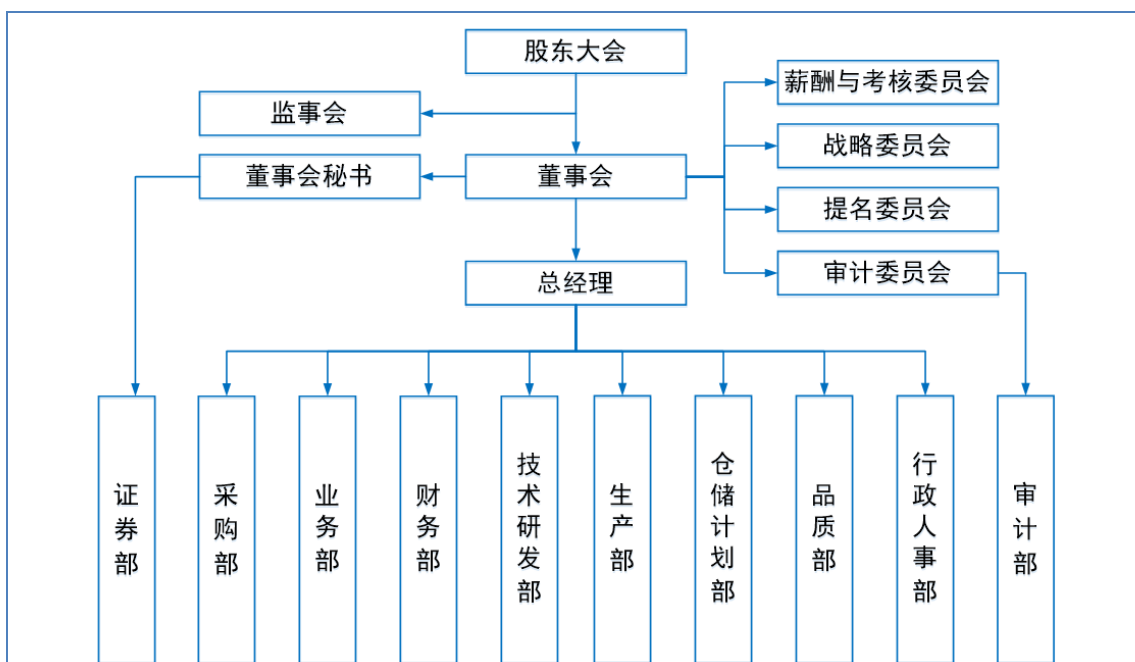 股东大会
薪酬与考核委员会
监事会
战略委员会
董事会秘书
董事会
提名委员会
审计委员会
总经理
证券部
采购部
业务部
财务部
技术研发部
生产部
仓储计划部
品质部
行政人事部
审计部